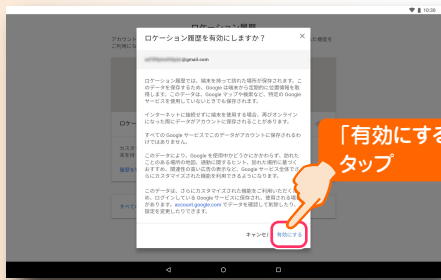 10:30
ロケーション履歴
ロケーション履歴を有効にしますか？
@gmail.com
ロケーション履歴では、端末を持って訪れた場所が保存されます。こ
のデータを保存するため、Google は端末から定期的に位置情報を取
得します。このデータは、Google マップや検索など、特定の Google
サービスを使用していないときでも保存されます。
インターネットに接続せずに端末を使用する場合、再びオンライン
になった際にデータがアカウントに保存されることがあります。
すべての Google サービスでこのデータがアカウントに保存されるわ
けではありません。
このデータにより、Google を使用中かどうかにかかわらず、訪れた
ことのある場所の地図、通勤に関するヒント、訪れた場所に基づく
おすすめ、関連性の高い広告の表示など、Google サービス全体でさ
らにカスタマイズされた機能を利用できるようになります。
このデータは、さらにカスタマイズされた機能をご利用いただくた
め、ログインしている Google サービスに保存され、使用される場合
があります。account.google.com でデータを確認して削除したり、
設定を変更したりできます。
キャンセル 有効にする
「有効にする
タップ